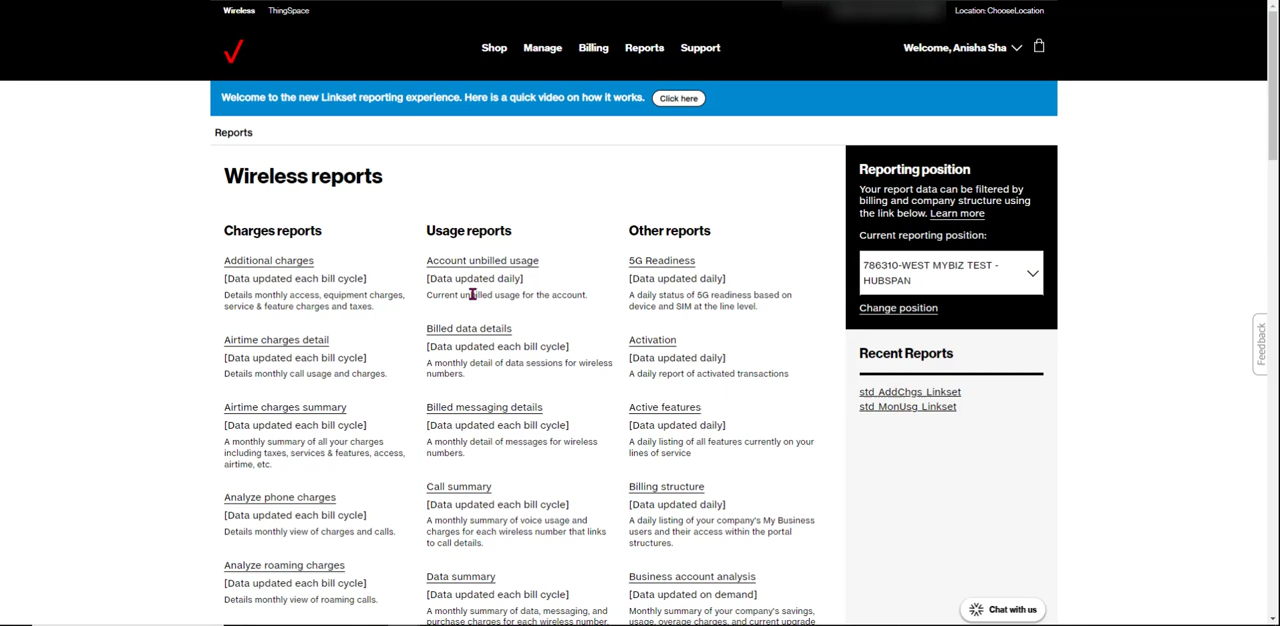 Wireless ThingSpace Location: ChooseLocation
Shop Manage Billing Reports Support Welcome, Anisha Sha
Welcome to the new Linkset reporting experience. Here is a quick video on how it works. Click here
Reports
Wireless reports
Charges reports
Additional charges
[Data updated each bill cycle]
Details monthly access, equipment charges,
service & feature charges and taxes.
Airtime charges detail
[Data updated each bill cycle]
Details monthly call usage and charges.
Airtime charges summary
[Data updated each bill cycle]
A monthly summary of all your charges
including taxes, services & features, access,
airtime, etc.
Analyze phone charges
[Data updated each bill cycle]
Details monthly view of charges and calls.
Analyze roaming charges
[Data updated each bill cycle]
Details monthly view of roaming calls.
Usage reports
Account unbilled usage
[Data updated daily]
Current unbilled usage for the account.
Billed data details
[Data updated each bill cycle]
A monthly detail of data sessions for wireless
numbers.
Billed messaging details
[Data updated each bill cycle]
A monthly detail of messages for wireless
numbers.
Call summary
[Data updated each bill cycle]
A monthly summary of voice usage and
charges for each wireless number that links
to call details.
Data summary
[Data updated each bill cycle]
A monthly summary of data, messaging, and
purchase charges for each wireless number.
Other reports
5G Readiness
[Data updated daily]
A daily status of 5G readiness based on
device and SIM at the line level.
Activation
[Data updated daily]
A daily report of activated transactions
Active features
[Data updated daily]
A daily listing of all features currently on your
lines of service
Billing structure
[Data updated daily]
A daily listing of your company's My Business
users and their access within the portal
structures.
Business account analysis
[Data updated on demand]
Monthly summary of your company's savings,
usage, overage charges, and current upgrade
Reporting position
Your report data can be filtered by
billing and company structure using
the link below. Learn more
Current reporting position:
786310-WEST MYBIZ TEST -
HUBSPAN
Change position
Recent Reports
std_AddChgs_Linkset
std_MonUsg_Linkset
Feedback
Chat with us